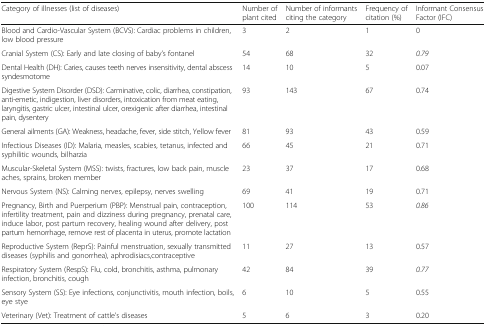 Category of illnesses (list of diseases) Number of plant cited Number of informants citing the category Frequency of citation (%) Informant Consensus Factor (IFC)
Blood and Cardio-Vascular System (BCVS): Cardiac problems in children, 3 2 1 0
low blood pressure
Cranial System (CS): Early and late closing of baby's fontanel 54 68 32 0.79
Dental Health (DH): Caries, causes teeth nerves insensitivity, dental abscess 14 10 5 0.07
syndesmotome
Digestive System Disorder (DSD): Carminative, colic, diarrhea, constipation, 93 143 67 0.74
anti-emetic, indigestion, liver disorders, intoxication from meat eating,
laryngitis, gastric ulcer, intestinal ulcer, orexigenic after diarrhea, intestinal
pain, dysentery
General ailments (GA): Weakness, headache, fever, side stitch, Yellow fever 81 93 43 0.59
Infectious Diseases (ID): Malaria, measles, scabies, tetanus, infected and 66 45 21 0.71
syphilitic wounds, bilharzia
Muscular-Skeletal System (MSS): twists, fractures, low back pain, muscle 23 37 17 0.68
aches, sprains, broken member
Nervous System (NS): Calming nerves, epilepsy, nerves swelling 69 41 19 0.71
Pregnancy, Birth and Puerperium (PBP): Menstrual pain, contraception, 100 114 53 0.86
infertility treatment, pain and dizziness during pregnancy, prenatal care,
induce labor, post partum recovery, healing wound after delivery, post
partum hemorrhage, remove rest of placenta in uterus, promote lactation
Reproductive System (ReprS): Painful menstruation, sexually transmitted 11 27 13 0.57
diseases (syphilis and gonorrhea), aphrodisiacs,contraceptive
Respiratory System (RespS): Flu, cold, bronchitis, asthma, pulmonary 42 84 39 0.77
infection, bronchitis, cough
Sensory System (SS): Eye infections, conjunctivitis, mouth infection, boils, 6 10 5 0.55
eye stye
Veterinary (Vet): Treatment of cattle's diseases 5 6 3 0.20